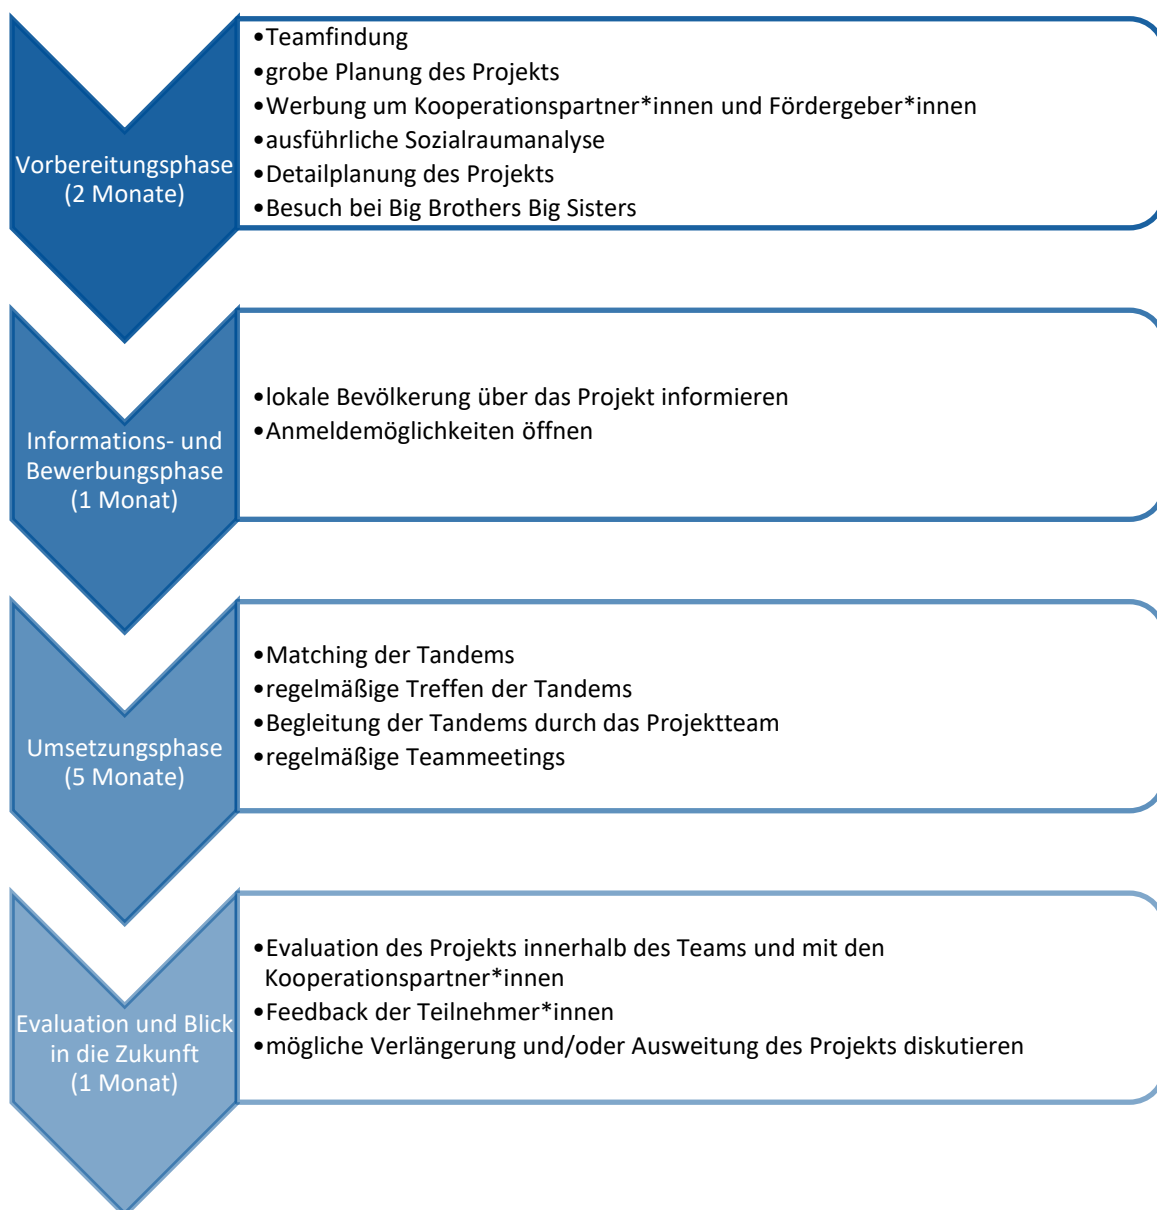 •Teamfindung
•grobe Planung des Projekts
•Werbung um Kooperationspartner*innen und Fördergeber*innen
•ausführliche Sozialraumanalyse
•Detailplanung des Projekts
•Besuch bei Big Brothers Big Sisters
Vorbereitungsphase
(2 Monate)
•lokale Bevölkerung über das Projekt informieren
•Anmeldemöglichkeiten öffnen
Informations- und
Bewerbungsphase
(1 Monat)
•Matching der Tandems
•regelmäßige Treffen der Tandems
•Begleitung der Tandems durch das Projektteam
•regelmäßige Teammeetings
Umsetzungsphase
(5 Monate)
•Evaluation des Projekts innerhalb des Teams und mit den
Kooperationspartner*innen
•Feedback der Teilnehmer*innen
•mögliche Verlängerung und/oder Ausweitung des Projekts diskutieren
Evaluation und Blick
in die Zukunft
(1 Monat)